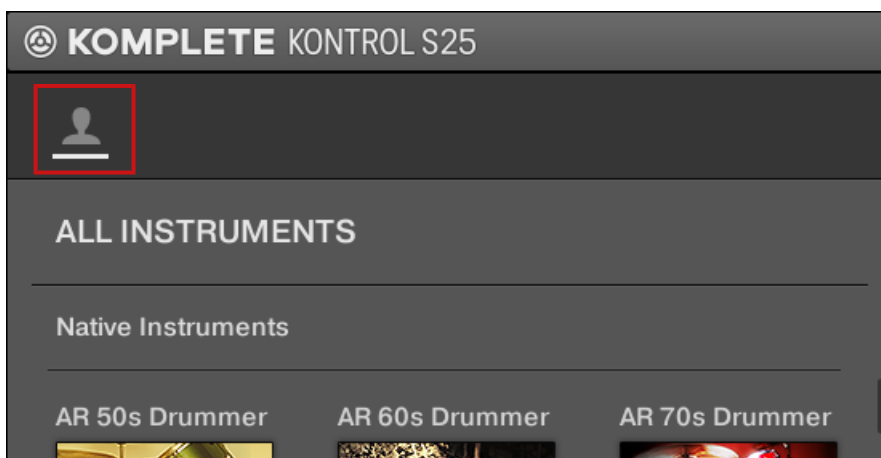 KOMPLETE KONTROL S25
ALL INSTRUMENTS
Native Instruments
AR 50s Drummer AR 60s Drummer AR 70s Drummer